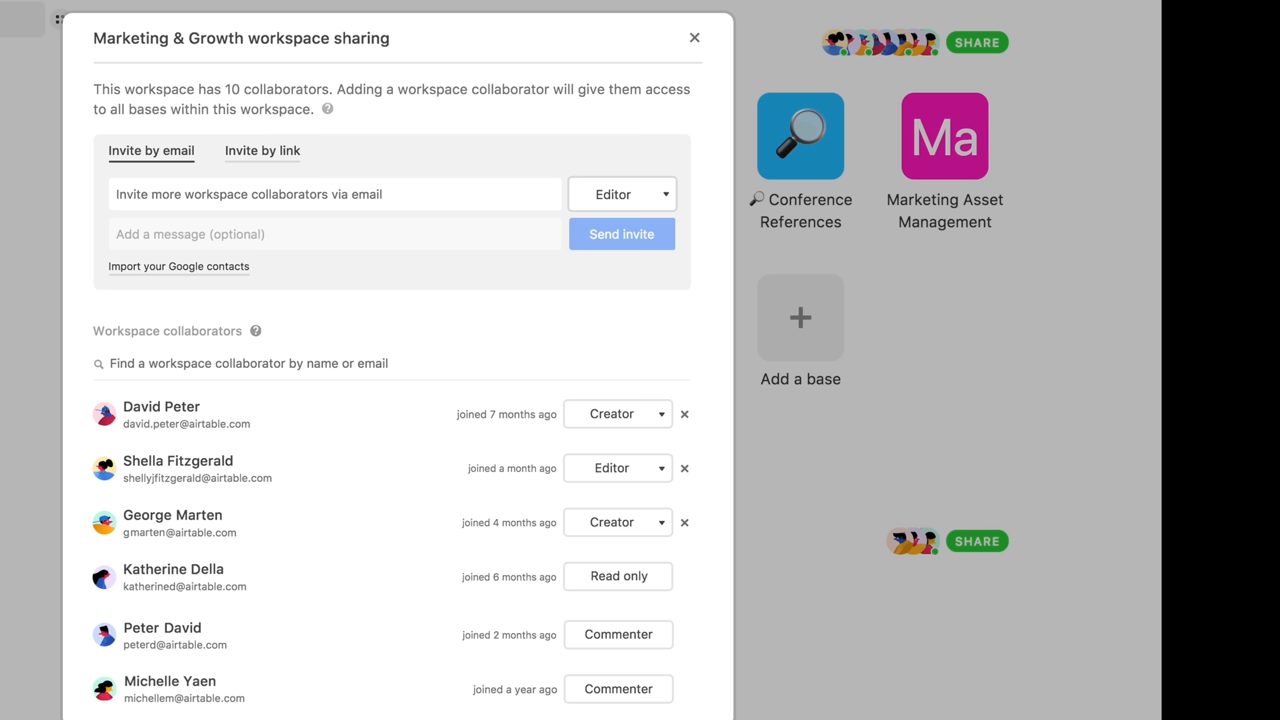 Marketing & Growth workspace sharing
This workspace has 10 collaborators. Adding a workspace collaborator will give them access
to all bases within this workspace.
Invite by email
Invite by link
Invite more workspace collaborators via email
Editor
Add a message (optional)
Send invite
Import your Google contacts
Workspace collaborators
Find a workspace collaborator by name or email
David Peter
david.peter@airtable.com
joined 7 months ago
Creator
Shella Fitzgerald
shellyjfitzgerald@airtable.com
joined a month ago
Editor
George Marten
gmarten@airtable.com
joined 4 months ago
Creator
Katherine Della
katherined@airtable.com
joined 6 months ago
Read only
Peter David
peterd@airtable.com
joined 2 months ago
Commenter
Michelle Yaen
michellem@airtable.com
joined a year ago
Commenter
SHARE
Conference
References
Ma
Marketing Asset
Management
Add a base
SHARE